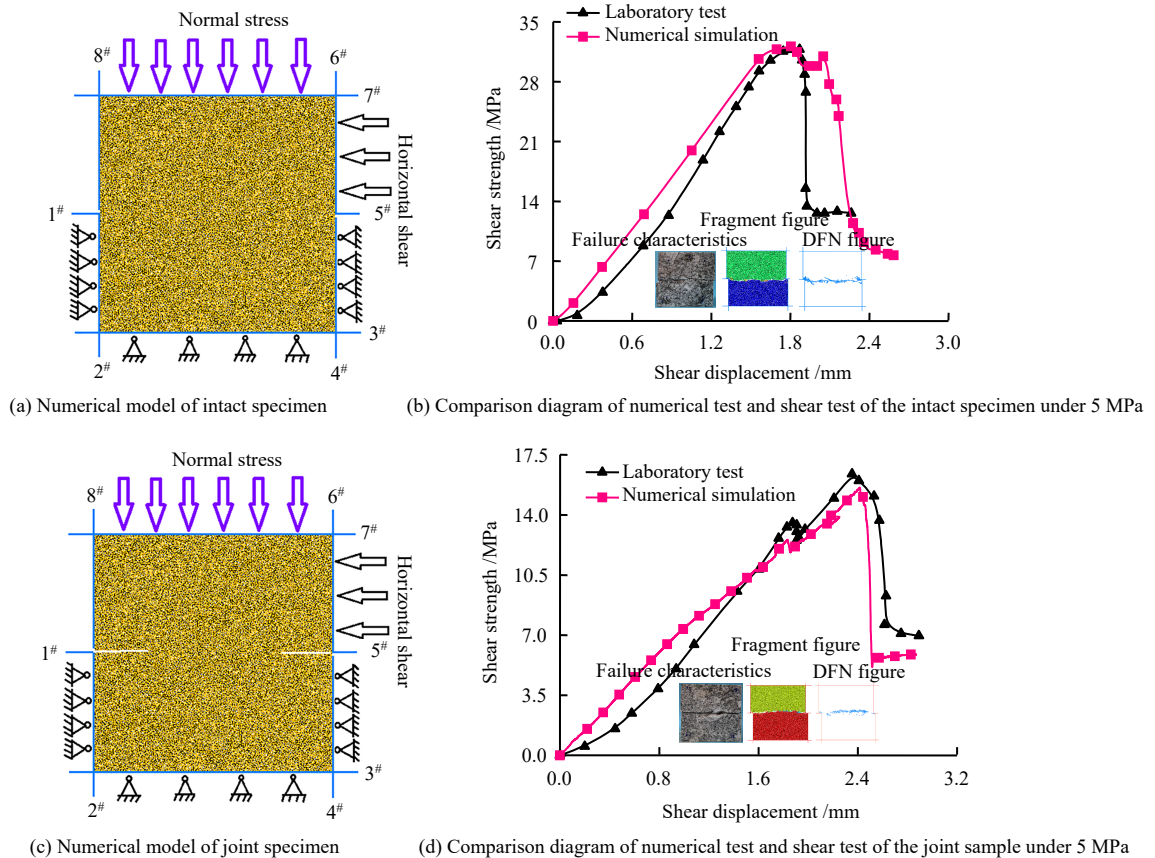 Normal stress
8#
6#
7#
Horizontal shear
1#
5#
3#
2#
4#
(a) Numerical model of intact specimen
35
28
21
14
7
0
Shear strength /MPa
Laboratory test
Numerical simulation
Fragment figure
Failure characteristics
DFN figure
0.0
0.6
1.2
1.8
2.4
3.0
Shear displacement /mm
(b) Comparison diagram of numerical test and shear test of the intact specimen under 5 MPa
Normal stress
8#
6#
7#
Horizontal shear
1#
5#
3#
2#
4#
(c) Numerical model of joint specimen
17.5
14.0
10.5
7.0
3.5
0.0
Shear strength /MPa
Laboratory test
Numerical simulation
Fragment figure
Failure characteristics
DFN figure
0.0
0.8
1.6
2.4
3.2
Shear displacement /mm
(d) Comparison diagram of numerical test and shear test of the joint sample under 5 MPa